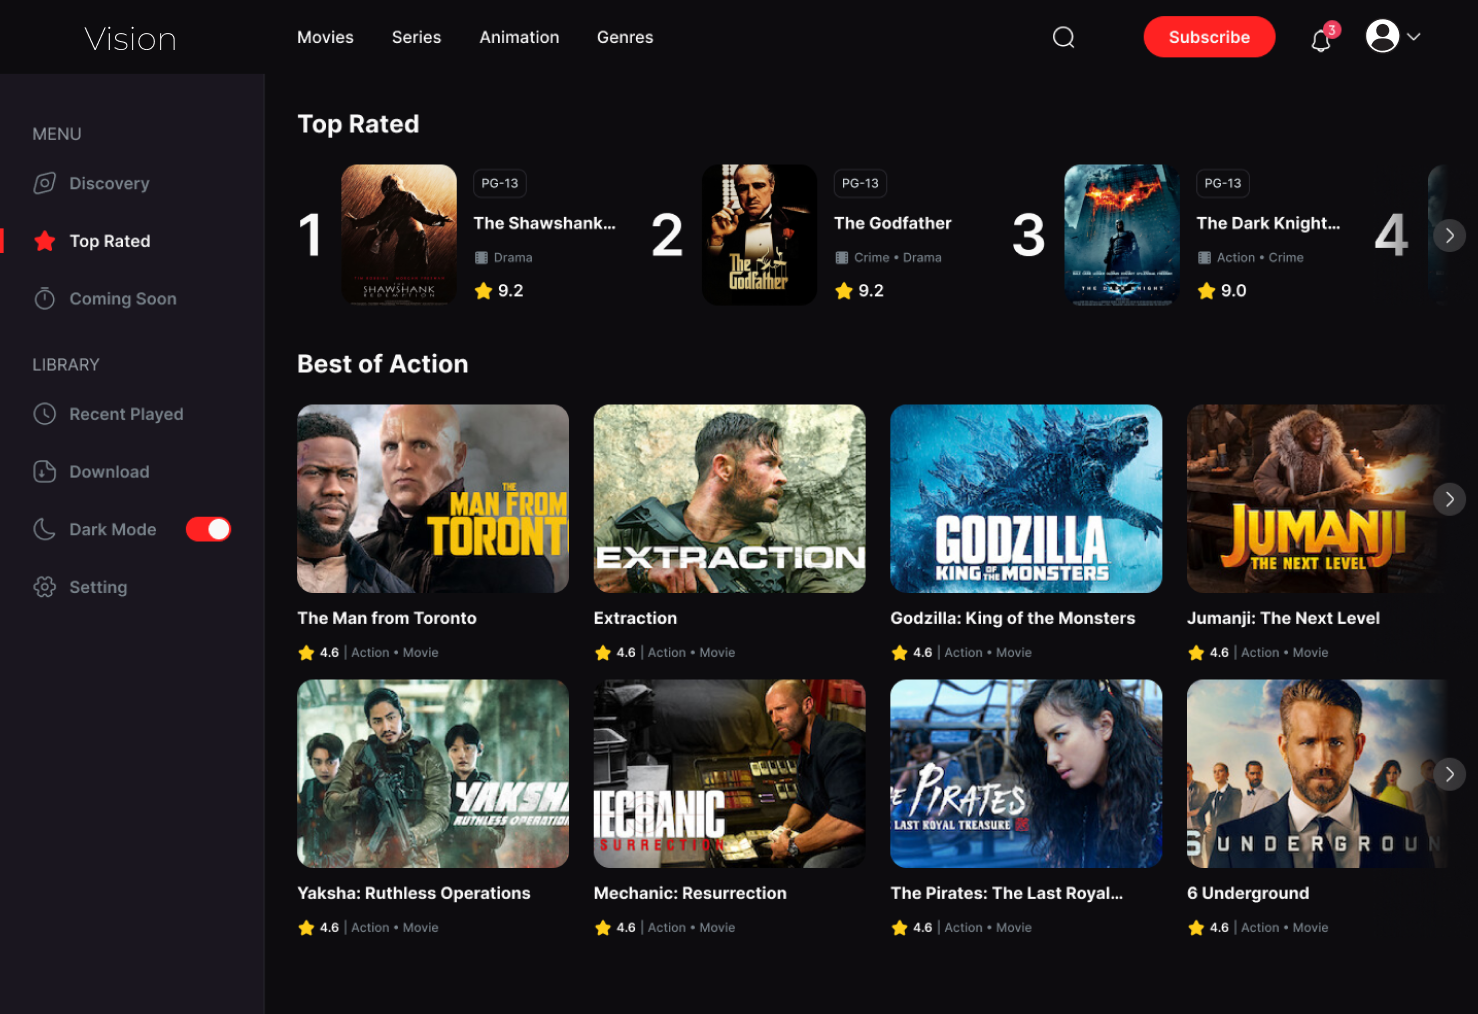 Vision
Movies Series Animation Genres
Subscribe
3
MENU
Discovery
Top Rated
Coming Soon
LIBRARY
Recent Played
Download
Dark Mode
Setting
Top Rated
1
SHAWSHANK
REDEMPTION
PG-13
The Shawshank...
Drama
9.2
2
The
Godfather
PG-13
The Godfather
Crime • Drama
9.2
3
THE DARK KNIGHT
PG-13
The Dark Knight...
Action • Crime
9.0
4
Best of Action
THE
MAN FROM
TORONT
The Man from Toronto
4.6 | Action • Movie
EXTRACTION
Extraction
4.6 | Action • Movie
GODZILLA
KING OF THE MONSTERS
Godzilla: King of the Monsters
4.6 | Action • Movie
JUMANJI
THE NEXT LEVEL
Jumanji: The Next Level
4.6 | Action • Movie
YAKSH
RUTHLESS OPERATION
Yaksha: Ruthless Operations
4.6 | Action • Movie
MECHANIC
SURRECTION
Mechanic: Resurrection
4.6 | Action • Movie
E PIRATES
LAST ROYAL TREASURE
The Pirates: The Last Royal...
4.6 | Action • Movie
6 UNDERGROUN
6 Underground
4.6 | Action • Movie